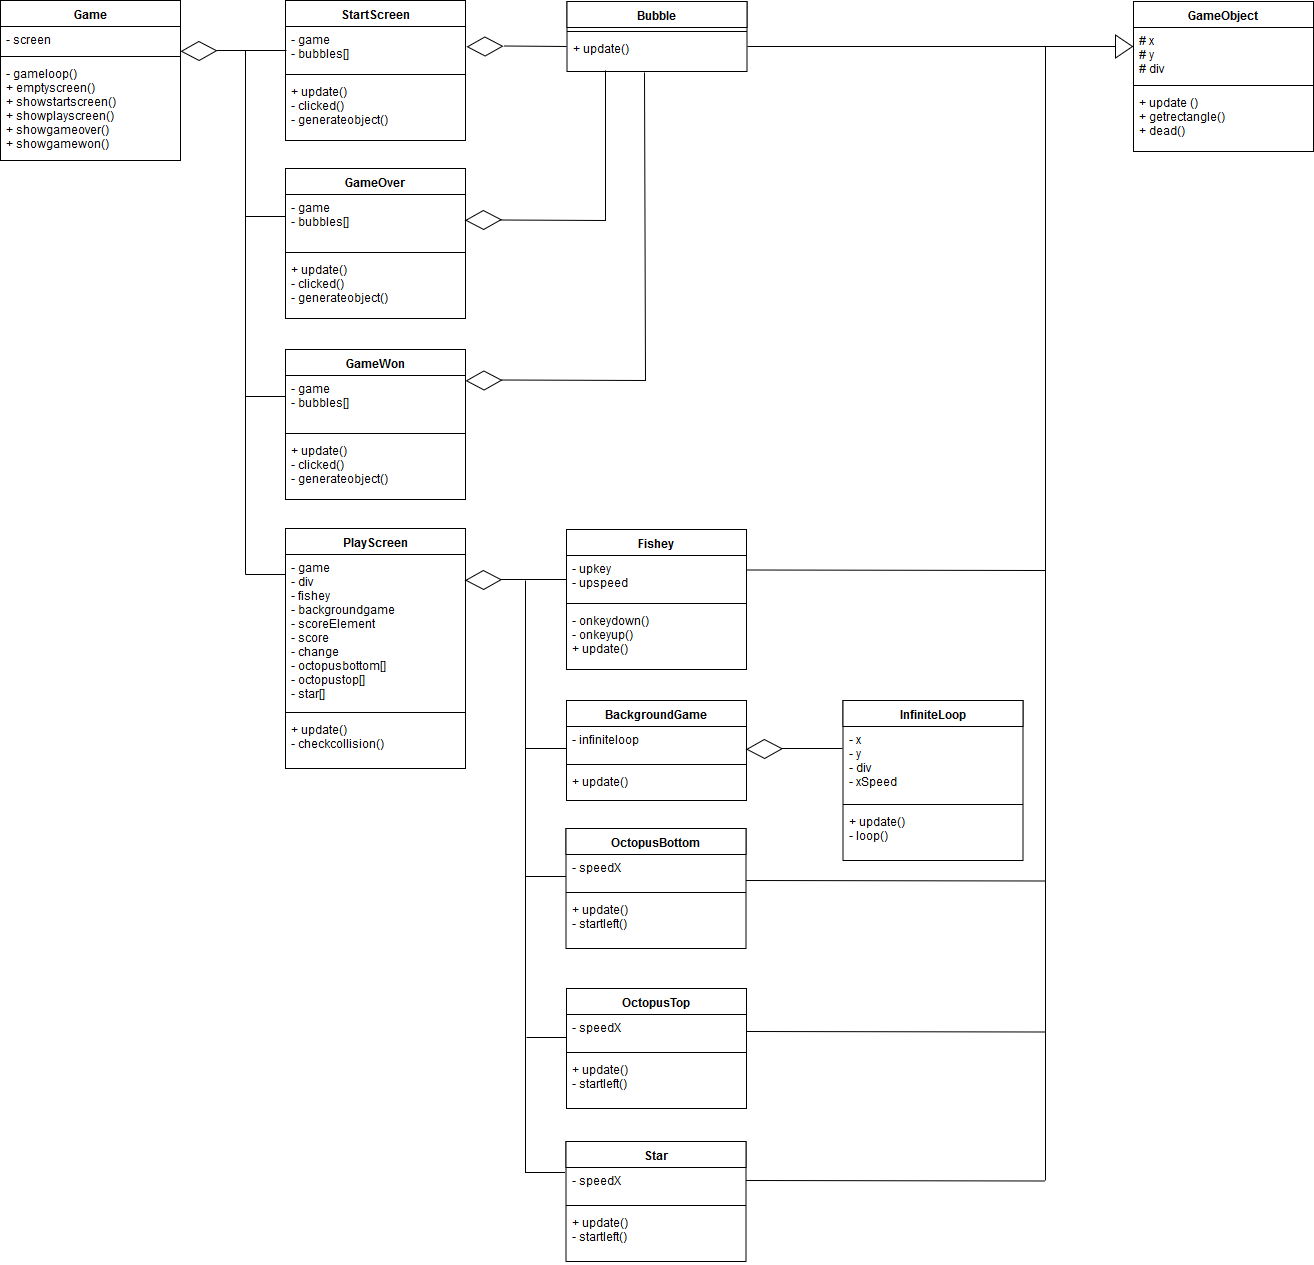 Game
- screen
- gameloop()
+ emptyscreen()
+ showstartscreen()
+ showplayscreen()
+ showgameover()
+ showgamewon()
StartScreen
- game
- bubbles[]
+ update()
- clicked()
- generateobject()
Bubble
+ update()
GameObject
# x
# y
# div
+ update ()
+ getrectangle()
+ dead()
GameOver
- game
- bubbles[]
+ update()
- clicked()
- generateobject()
GameWon
- game
- bubbles[]
+ update()
- clicked()
- generateobject()
PlayScreen
- game
- div
- fishey
- backgroundgame
- scoreElement
- score
- change
- octopusbottom[]
- octopustop[]
- star[]
+ update()
- checkcollision()
Fishey
- upkey
- upspeed
- onkeydown()
- onkeyup()
+ update()
BackgroundGame
- infiniteloop
+ update()
InfiniteLoop
- x
- y
- div
- xSpeed
+ update()
- loop()
OctopusBottom
- speedX
+ update()
- startleft()
OctopusTop
- speedX
+ update()
- startleft()
Star
- speedX
+ update()
- startleft()